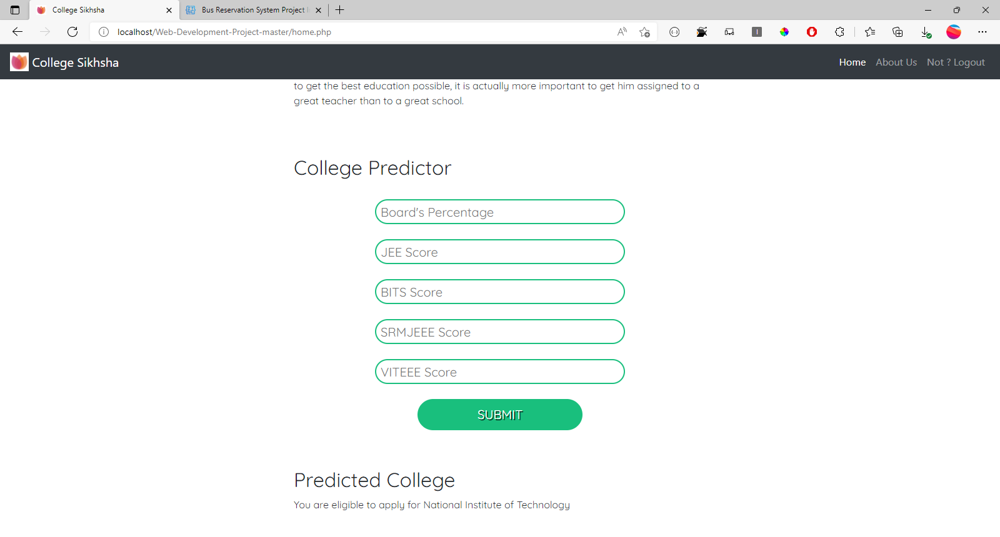 College Sikhsha
Bus Reservation System Project I
localhost/Web-Development-Project-master/home.php
College Sikhsha
Home
About Us
Not ? Logout
to get the best education possible, it is actually more important to get him assigned to a
great teacher than to a great school.
College Predictor
Board's Percentage
JEE Score
BITS Score
SRMJEEE Score
VITEEE Score
SUBMIT
Predicted College
You are eligible to apply for National Institute of Technology